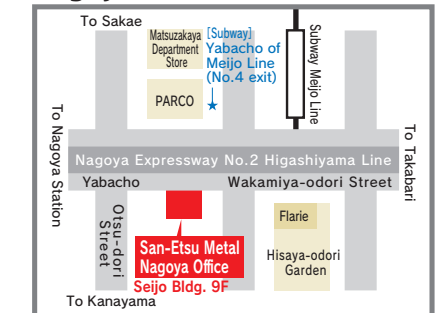 To Sakae
Matsuzakaya
Department
Store
[Subway]
Yabacho of
Meijo Line
(No.4 exit)
PARCO
Subway Meijo Line
To Nagoya Station
To Takabari
Nagoya Expressway No.2 Higashiyama Line
Yabacho
Wakamiya-odori Street
Otsu-dori
Street
San-Etsu Metal
Nagoya Office
Seijo Bldg. 9F
Flarie
Hisaya-odori
Garden
To Kanayama